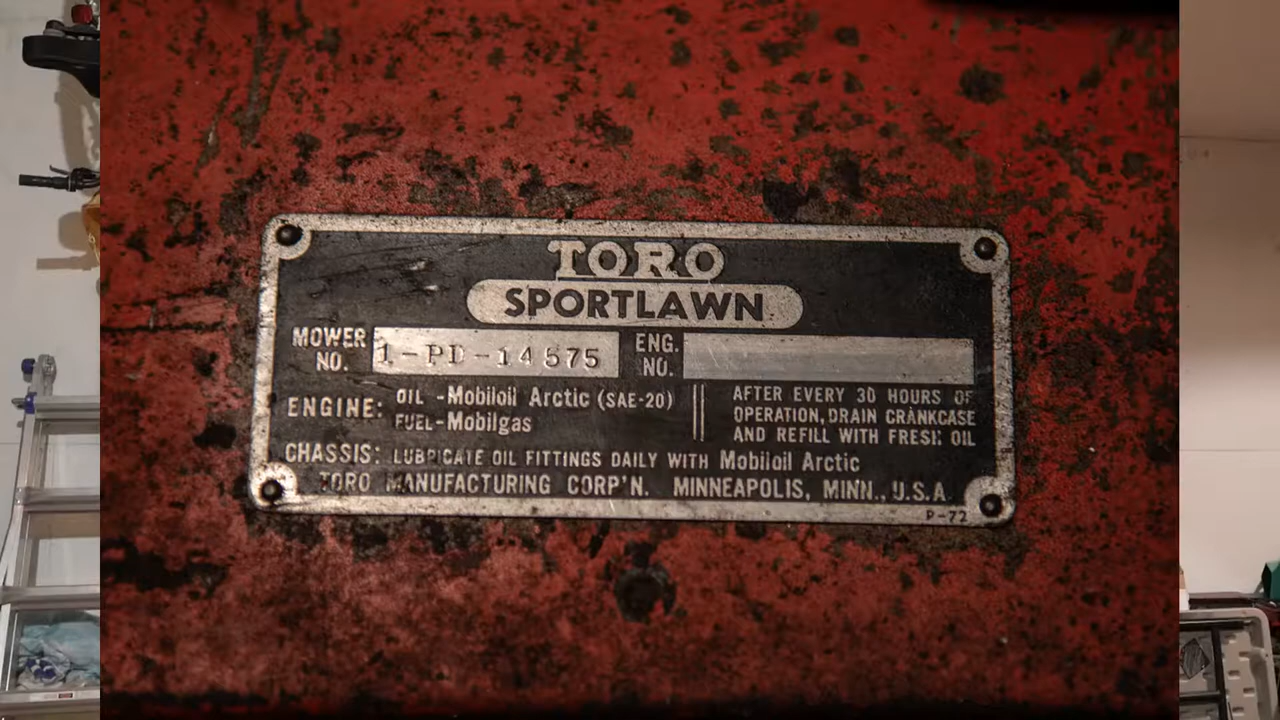 TORO
SPORTLAWN
MOWER NO. 1-PD-14575 ENG. NO.
ENGINE: OIL -Mobiloil Arctic (SAE-20)
FUEL-Mobilgas
AFTER EVERY 30 HOURS OF
OPERATION, DRAIN CRANKCASE
AND REFILL WITH FRESH OIL
CHASSIS: LUBRICATE OIL FITTINGS DAILY WITH Mobiloil Arctic
TORO MANUFACTURING CORP'N. MINNEAPOLIS, MINN., U.S.A.
P-72